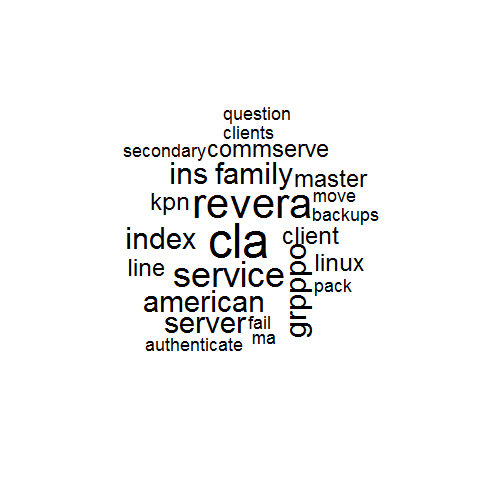 question
clients
secondary commserve
ins family master
kpn revera move
backups
index cla client
line service linux
american grpppo pack
server fail
authenticate ma